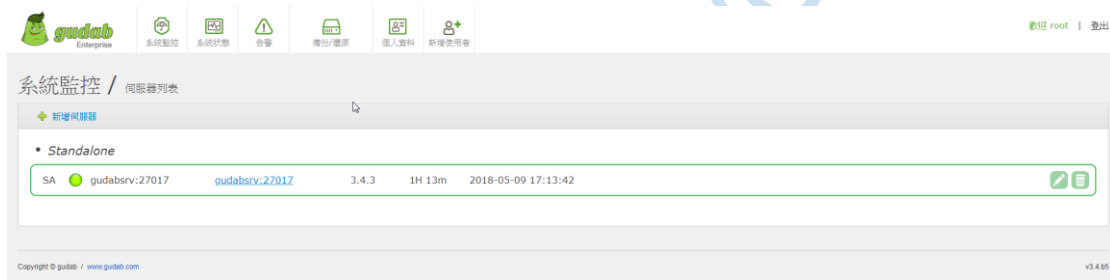 gudab
Enterprise
系統監控
系統狀態
告警
備份/還原
個人資料
新增使用者
歡迎 root | 登出
系統監控 / 伺服器列表
新增伺服器
• Standalone
SA gudabsrv:27017 gudabsrv:27017 3.4.3 1H 13m 2018-05-09 17:13:42
Copyright © gudab / www.gudab.com
v3.4.b5